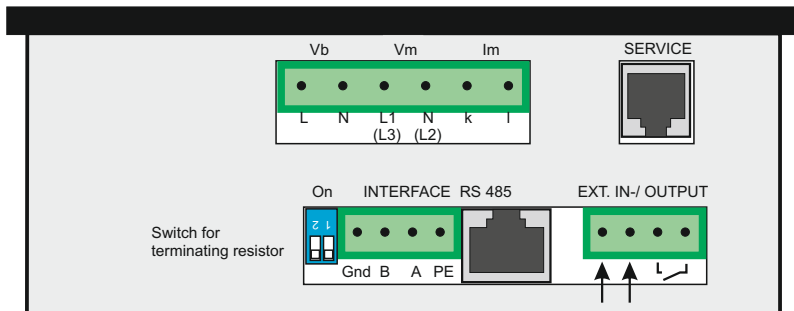 Vb Vm Im SERVICE
L N L1 N k l
(L3) (L2)
On INTERFACE RS 485 EXT. IN-/ OUTPUT
2 1
Switch for
terminating resistor
Gnd B A PE